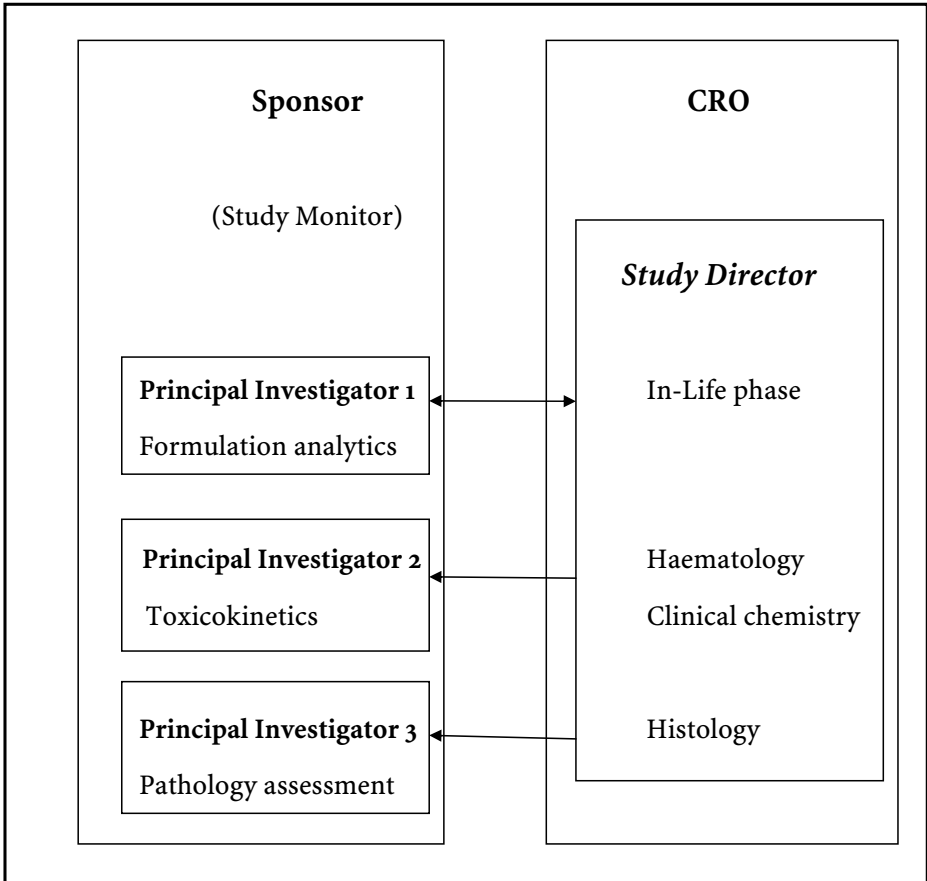 Sponsor
(Study Monitor)
Principal Investigator 1
Formulation analytics
Principal Investigator 2
Toxicokinetics
Principal Investigator 3
Pathology assessment
CRO
Study Director
In-Life phase
Haematology
Clinical chemistry
Histology